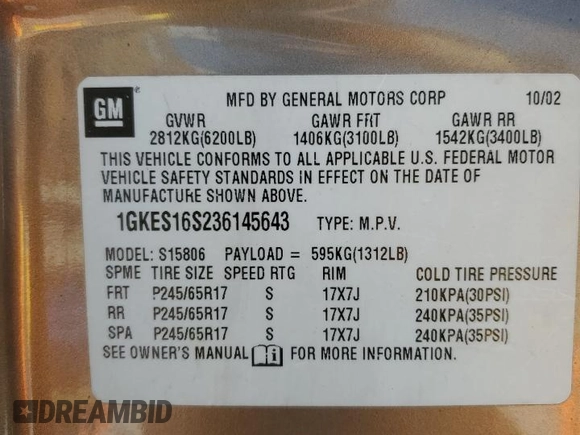 GM
MFD BY GENERAL MOTORS CORP 10/02
GVWR GAWR FRT GAWR RR
2812KG(6200LB) 1406KG(3100LB) 1542KG(3400LB)
THIS VEHICLE CONFORMS TO ALL APPLICABLE U.S. FEDERAL MOTOR
VEHICLE SAFETY STANDARDS IN EFFECT ON THE DATE OF
MANUFACTURE SHOWN ABOVE.
1GKES16S236145643 TYPE: M.P.V.
MODEL: S15806 PAYLOAD = 595KG(1312LB)
SPME TIRE SIZE SPEED RTG RIM COLD TIRE PRESSURE
FRT P245/65R17 S 17X7J 210KPA(30PSI)
RR P245/65R17 S 17X7J 240KPA(35PSI)
SPA P245/65R17 S 17X7J 240KPA(35PSI)
SEE OWNER'S MANUAL FOR MORE INFORMATION.
DREAMBID